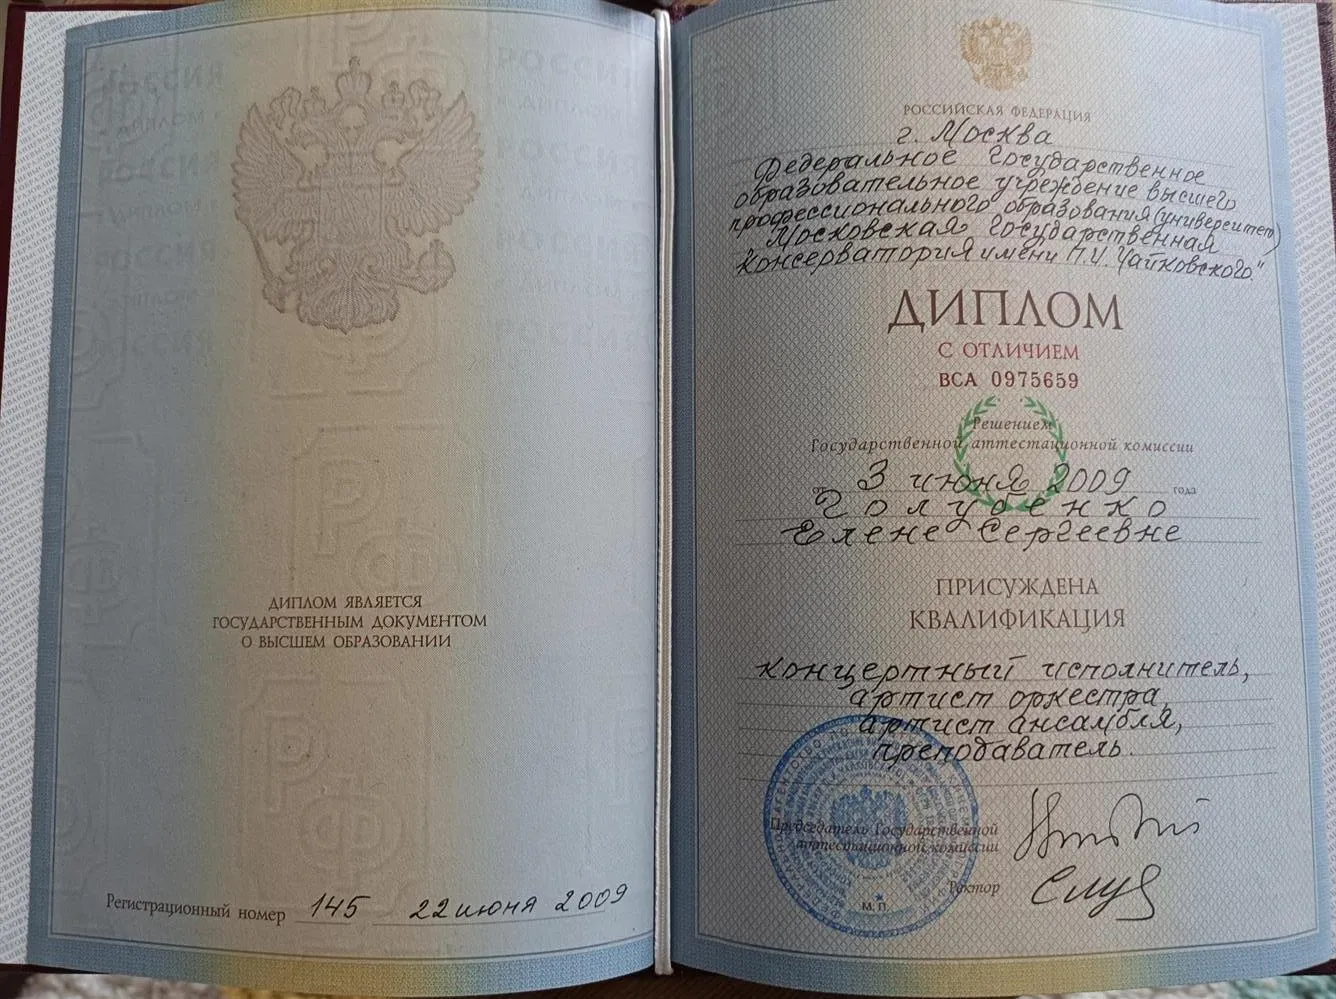 ДИПЛОМ ЯВЛЯЕТСЯ
ГОСУДАРСТВЕННЫМ ДОКУМЕНТОМ
О ВЫСШЕМ ОБРАЗОВАНИИ
Регистрационный номер 145 22 июня 2009
РОССИЙСКАЯ ФЕДЕРАЦИЯ
г. Москва
Федеральное Государственное
образовательное учреждение высшего
профессионального образования (университет)
Московская Государственная
Консерватория имени П.И. Чайковского"
ДИПЛОМ
С ОТЛИЧИЕМ
ВСА 0975659
Решением
Государственной аттестационной комиссии
от 3 июня 2009 года
Голубенко
Елене Сергеевне
ПРИСУЖДЕНА
КВАЛИФИКАЦИЯ
концертный исполнитель,
артист оркестра,
артист ансамбля,
преподаватель.
Председатель Государственной
аттестационной комиссии
Ректор
М.П.